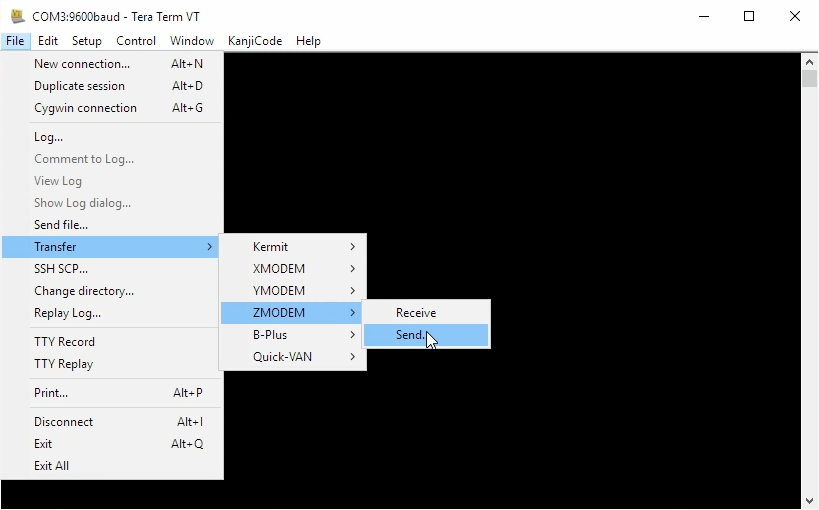 COM3:9600baud - Tera Term VT
File Edit Setup Control Window KanjiCode Help
New connection... Alt+N
Duplicate session Alt+D
Cygwin connection Alt+G
Log...
Comment to Log...
View Log
Show Log dialog...
Send file...
Transfer
SSH SCP...
Change directory...
Replay Log...
TTY Record
TTY Replay
Print... Alt+P
Disconnect Alt+I
Exit Alt+Q
Exit All
Kermit
XMODEM
YMODEM
ZMODEM
B-Plus
Quick-VAN
Receive
Send..